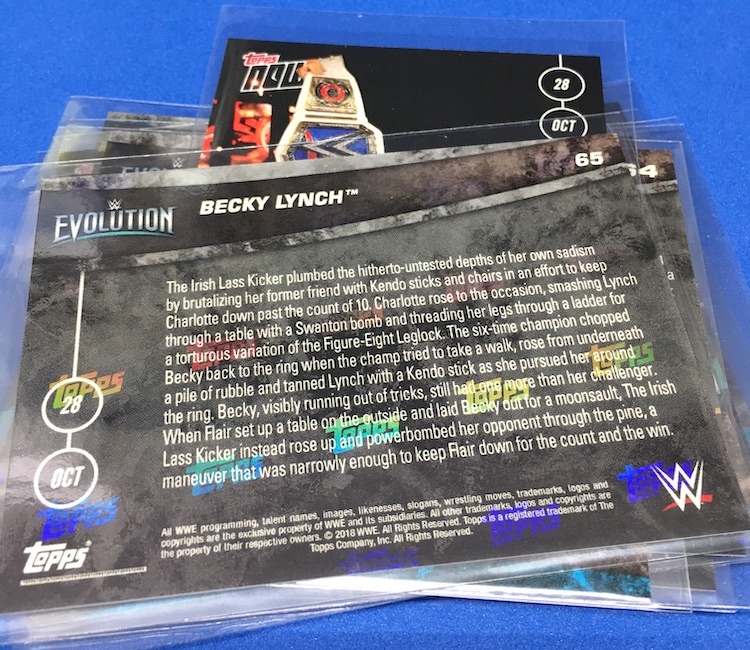 Topps
NOW
28
OCT
EVOLUTION
BECKY LYNCH™
65
64
The Irish Lass Kicker plumbed the hitherto-untested depths of her own sadism
by brutalizing her former friend with Kendo sticks and chairs in an effort to keep
Charlotte down past the count of 10. Charlotte rose to the occasion, smashing Lynch
through a table with a Swanton bomb and threading her legs through a ladder for
a torturous variation of the Figure-Eight Leglock. The six-time champion chopped
Becky back to the ring when the champ tried to take a walk, rose from underneath
a pile of rubble and tanned Lynch with a Kendo stick as she pursued her around
the ring. Becky, visibly running out of tricks, still had one more than her challenger.
When Flair set up a table on the outside and laid Becky out for a moonsault, The Irish
Lass Kicker instead rose up and powerbombed her opponent through the pine, a
maneuver that was narrowly enough to keep Flair down for the count and the win.
28
OCT
Topps
W
All WWE programming, talent names, images, likenesses, slogans, wrestling moves, trademarks, logos and
copyrights are the exclusive property of WWE and its subsidiaries. All other trademarks, logos and copyrights are
the property of their respective owners. © 2018 WWE. All Rights Reserved. Topps is a registered trademark of The
Topps Company, Inc. All Rights Reserved.